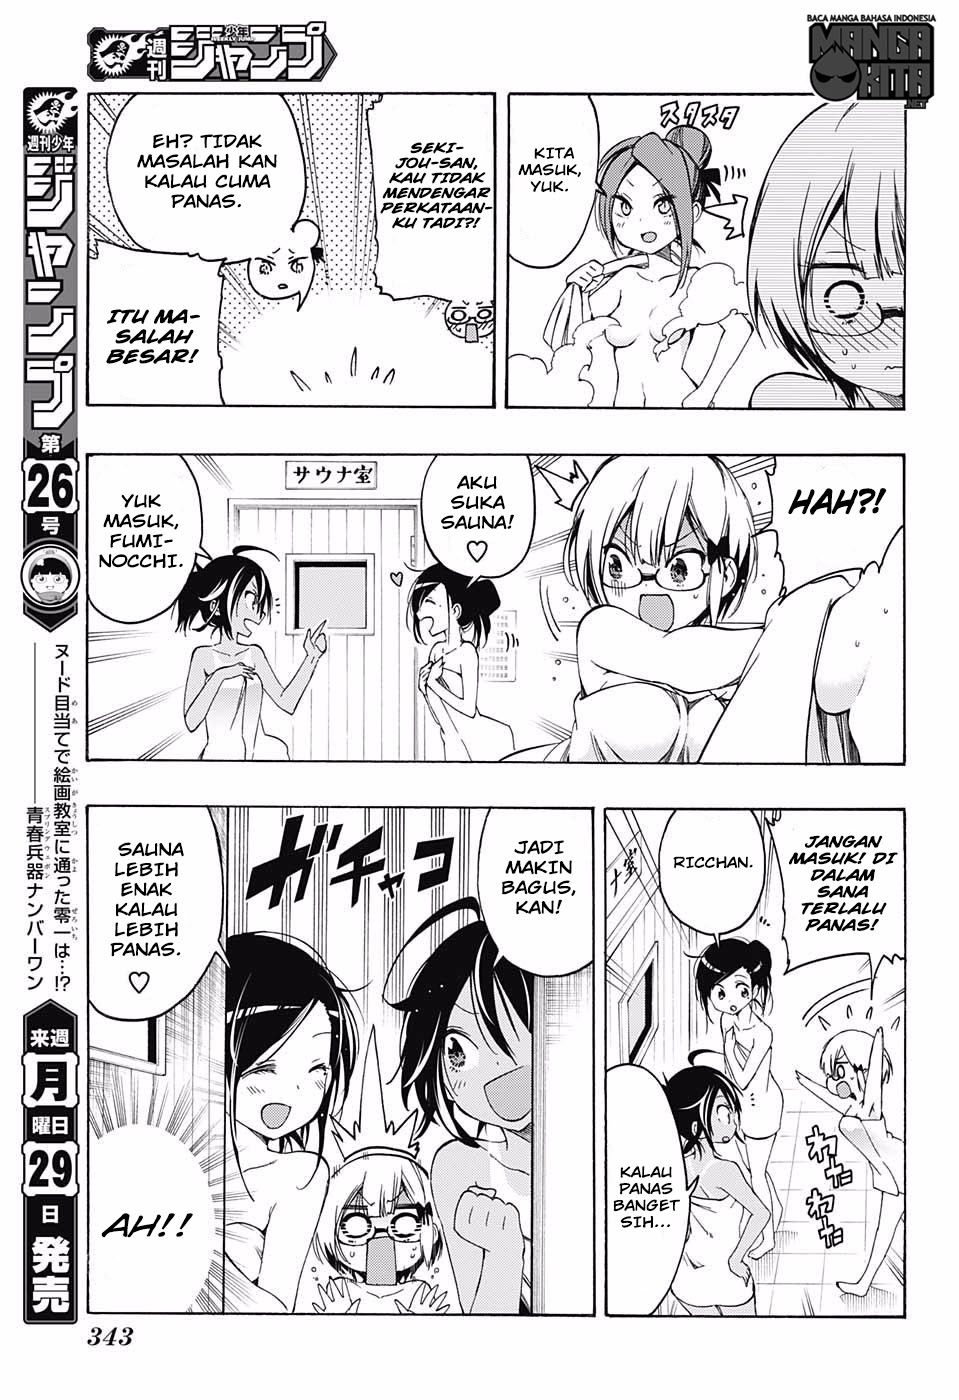 少年
週刊
ジャンプ
BACA MANGA BAHASA INDONESIA
MANGA
KITA
.NET
スタスタ
KITA
MASUK,
YUK.
SEKI-
JOU-SAN,
KAU TIDAK
MENDENGAR
PERKATAAN-
KU TADI?!
EH? TIDAK
MASALAH KAN
KALAU CUMA
PANAS.
ITU MA-
SALAH
BESAR!
HAH?!
AKU
SUKA
SAUNA!
♡
サウナ室
YUK
MASUK,
FUMI-
NOCCHI.
JANGAN
MASUK! DI
DALAM
SANA
TERLALU
PANAS!
RICCHAN.
わたわた
KALAU
PANAS
BANGET
SIH...
JADI
MAKIN
BAGUS,
KAN!
ガチャコ
SAUNA
LEBIH
ENAK
KALAU
LEBIH
PANAS.
♡
AH!!
週刊少年
ジャンプ
第
26
号
ヌード目当てで絵画教室に通った零一は…!?
青春兵器ナンバーワン
来週
月
曜日
29
日
発売
343